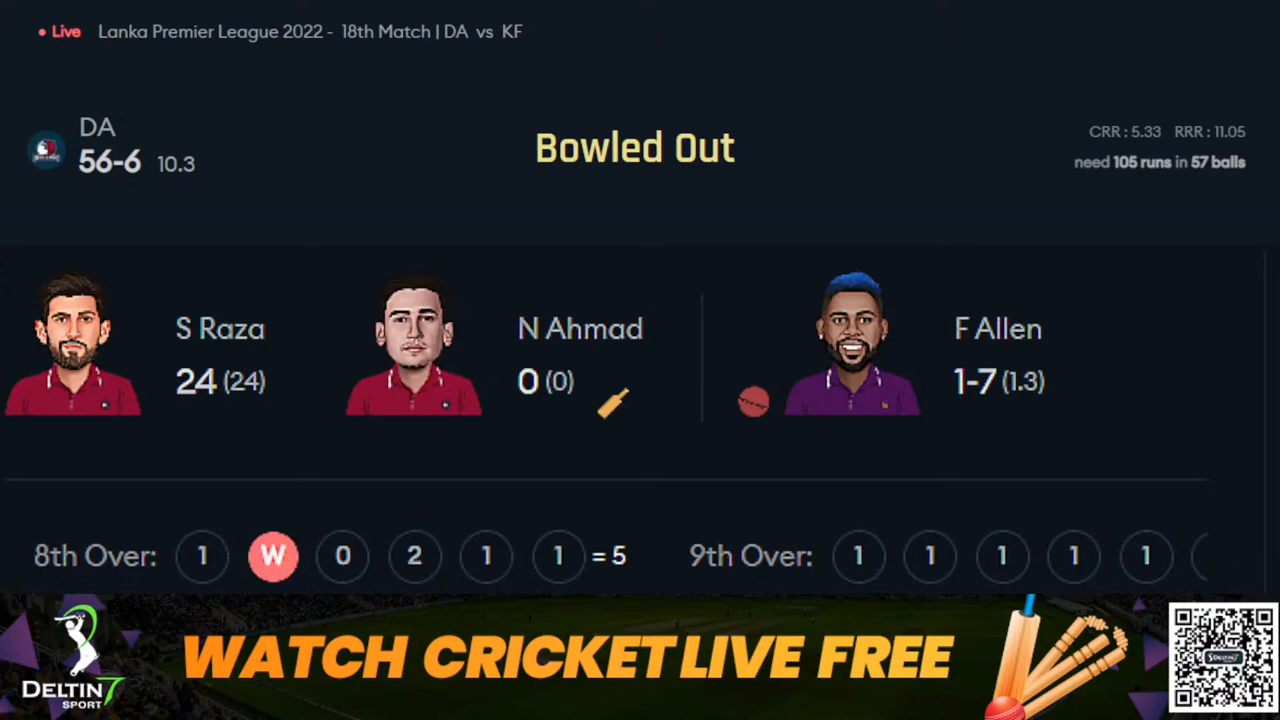 Live Lanka Premier League 2022 - 18th Match | DA vs KF
DA
56-6 10.3
Bowled Out
CRR : 5.33 RRR : 11.05
need 105 runs in 57 balls
S Raza
24 (24)
N Ahmad
0 (0)
F Allen
1-7 (1.3)
8th Over: 1 W 0 2 1 1 = 5
9th Over: 1 1 1 1 1
WATCH CRICKET LIVE FREE
DELTIN7
SPORT